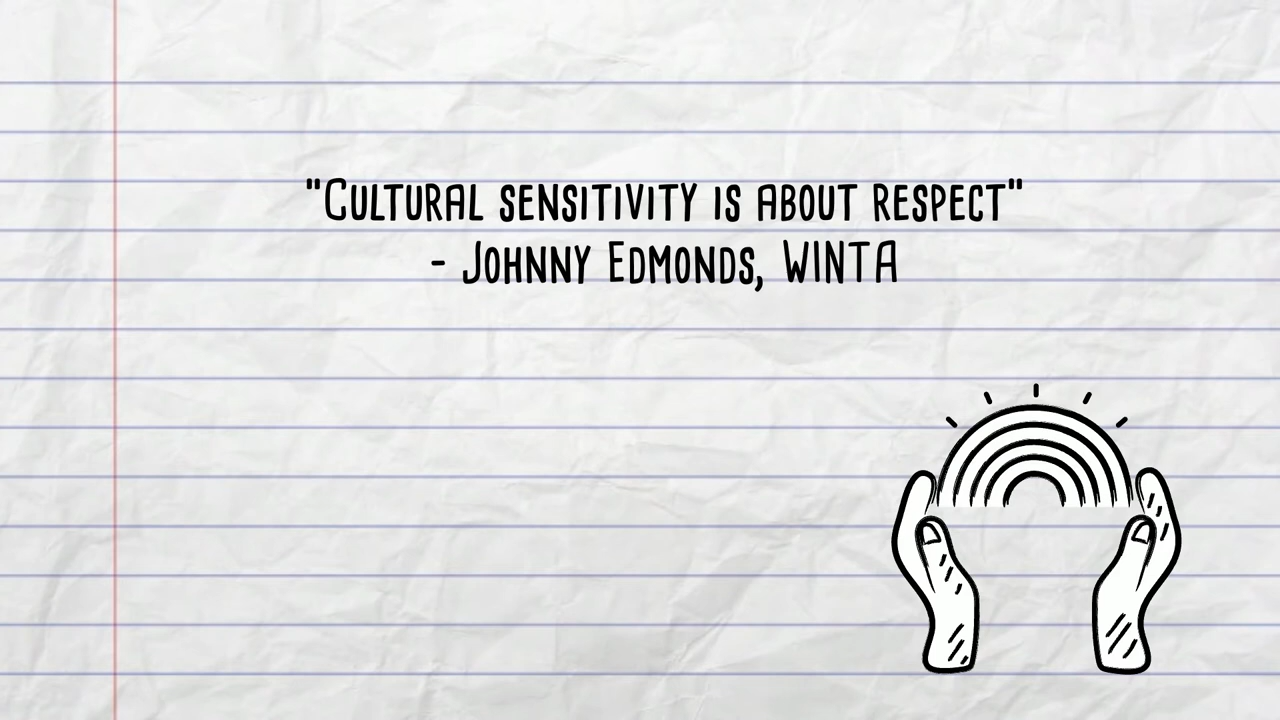 "Cultural sensitivity is about respect"
- Johnny Edmonds, WINTA